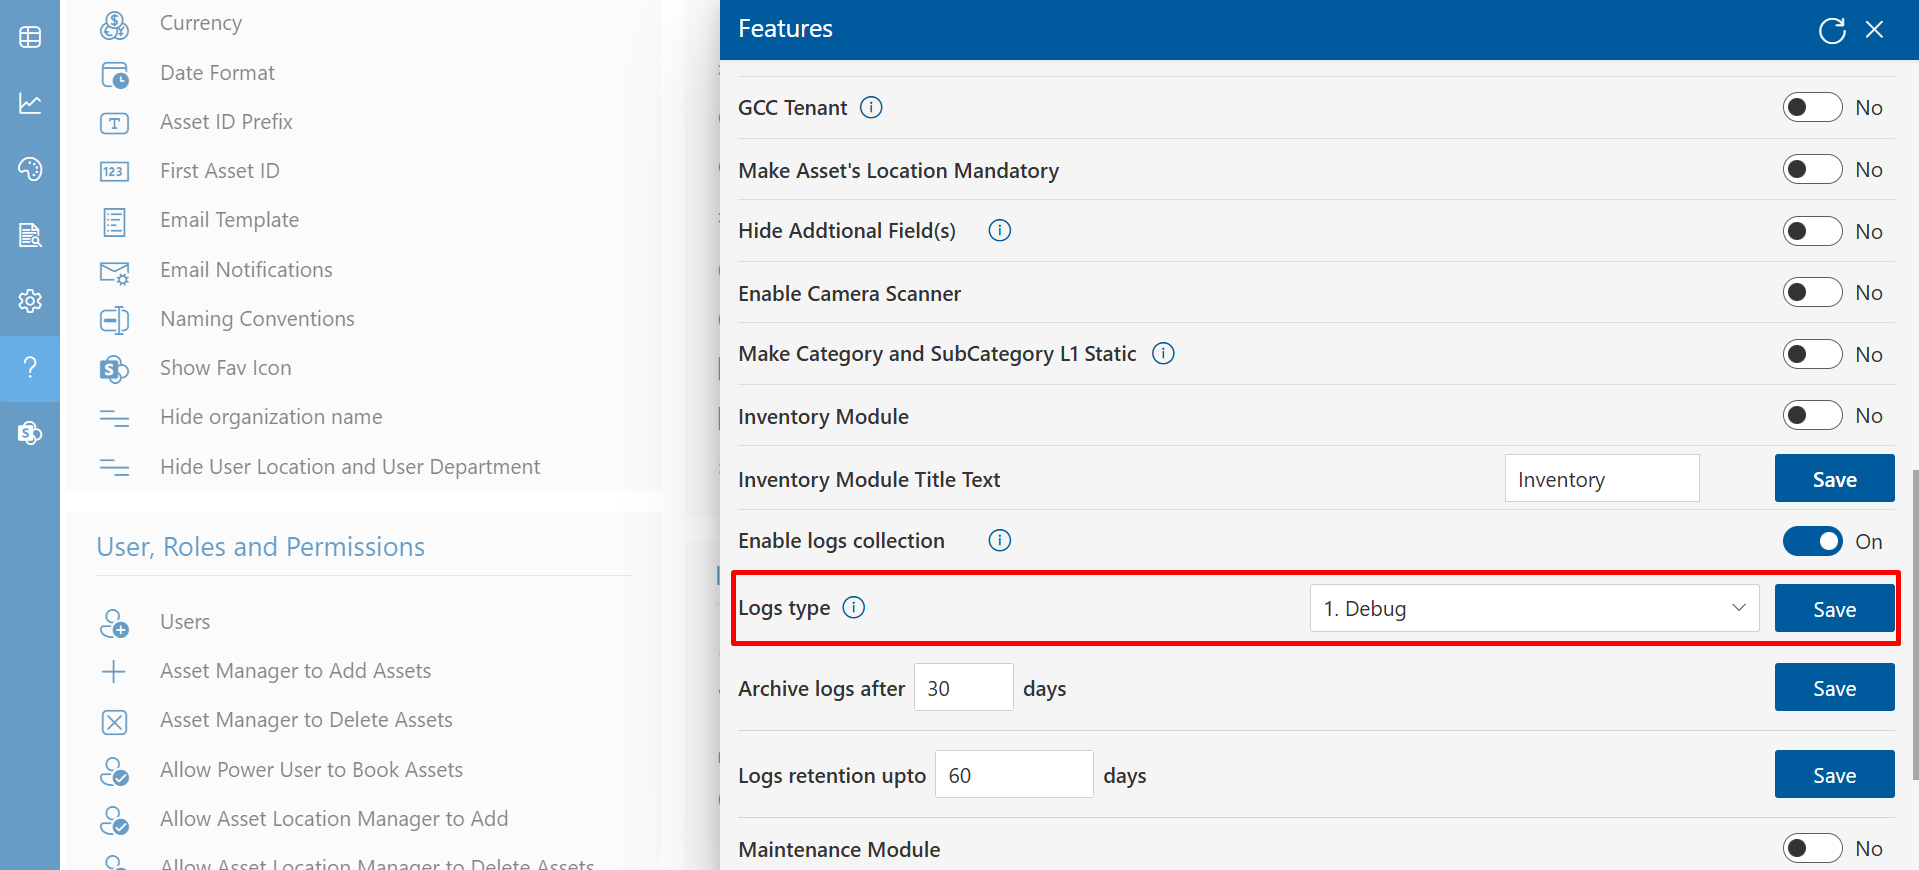 Currency
Date Format
Asset ID Prefix
First Asset ID
Email Template
Email Notifications
Naming Conventions
Show Fav Icon
Hide organization name
Hide User Location and User Department
User, Roles and Permissions
Users
Asset Manager to Add Assets
Asset Manager to Delete Assets
Allow Power User to Book Assets
Allow Asset Location Manager to Add
Allow Asset Location Manager to Delete Assets
Features
GCC Tenant No
Make Asset's Location Mandatory No
Hide Addtional Field(s) No
Enable Camera Scanner No
Make Category and SubCategory L1 Static No
Inventory Module No
Inventory Module Title Text Inventory Save
Enable logs collection On
Logs type 1. Debug Save
Archive logs after 30 days Save
Logs retention upto 60 days Save
Maintenance Module No